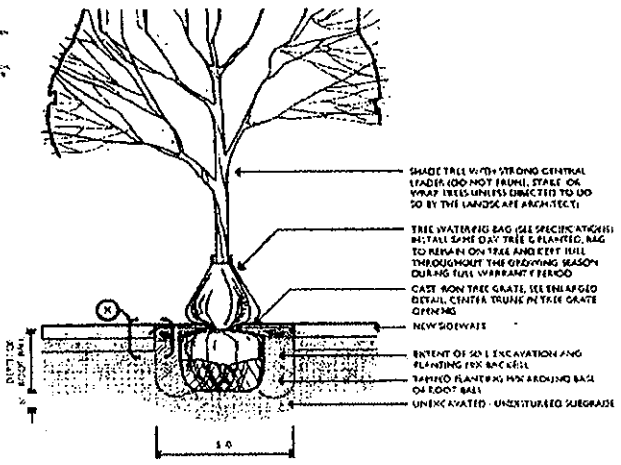 SHADE TREE WITH STRONG CENTRAL
LEADER (DO NOT PRUNE, STAKE OR
WRAP TREES UNLESS DIRECTED TO DO
SO BY THE LANDSCAPE ARCHITECT)
TREE WATERING BAG (SEE SPECIFICATIONS)
INSTALL SAME DAY TREE IS PLANTED, BAG
TO REMAIN ON TREE AND KEPT FULL
THROUGHOUT THE GROWING SEASON
DURING FULL WARRANTY PERIOD
CAST IRON TREE GRATE, SEE ENLARGED
DETAIL, CENTER TRUNK IN TREE GRATE
OPENING
NEW SIDEWALK
EXTENT OF SOIL EXCAVATION AND
PLANTING MIX BACKFILL
TAMPED PLANTING MIX AROUND BASE
OF ROOT BALL
UNEXCAVATED - UNDISTURBED SUBGRADE
DEPTH OF
ROOT BALL